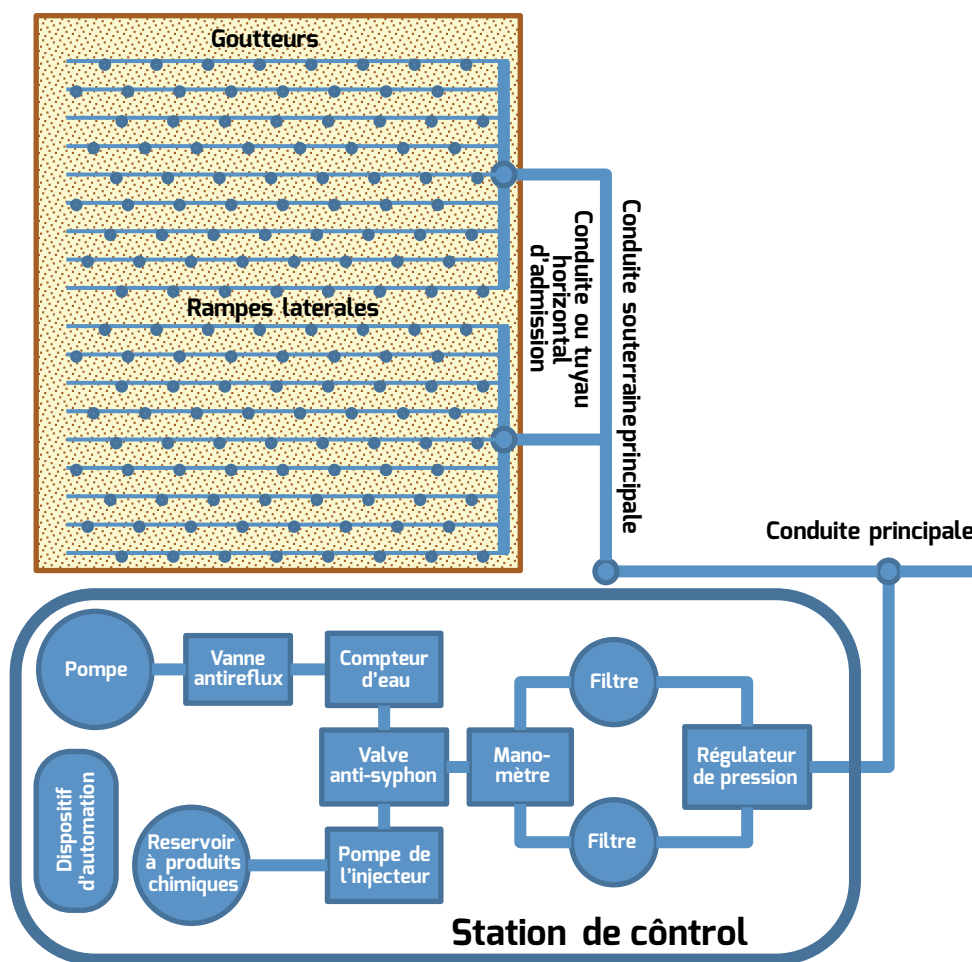 Goutteurs
Rampes laterales
Conduite ou tuyau
horizontal
d'admission
Conduite souterraine principale
Conduite principale
Pompe
Vanne
antireflux
Compteur
d'eau
Filtre
Valve
anti-syphon
Mano-
mètre
Régulateur
de pression
Dispositif
d'automation
Reservoir
à produits
chimiques
Pompe de
l'injecteur
Filtre
Station de côntrol